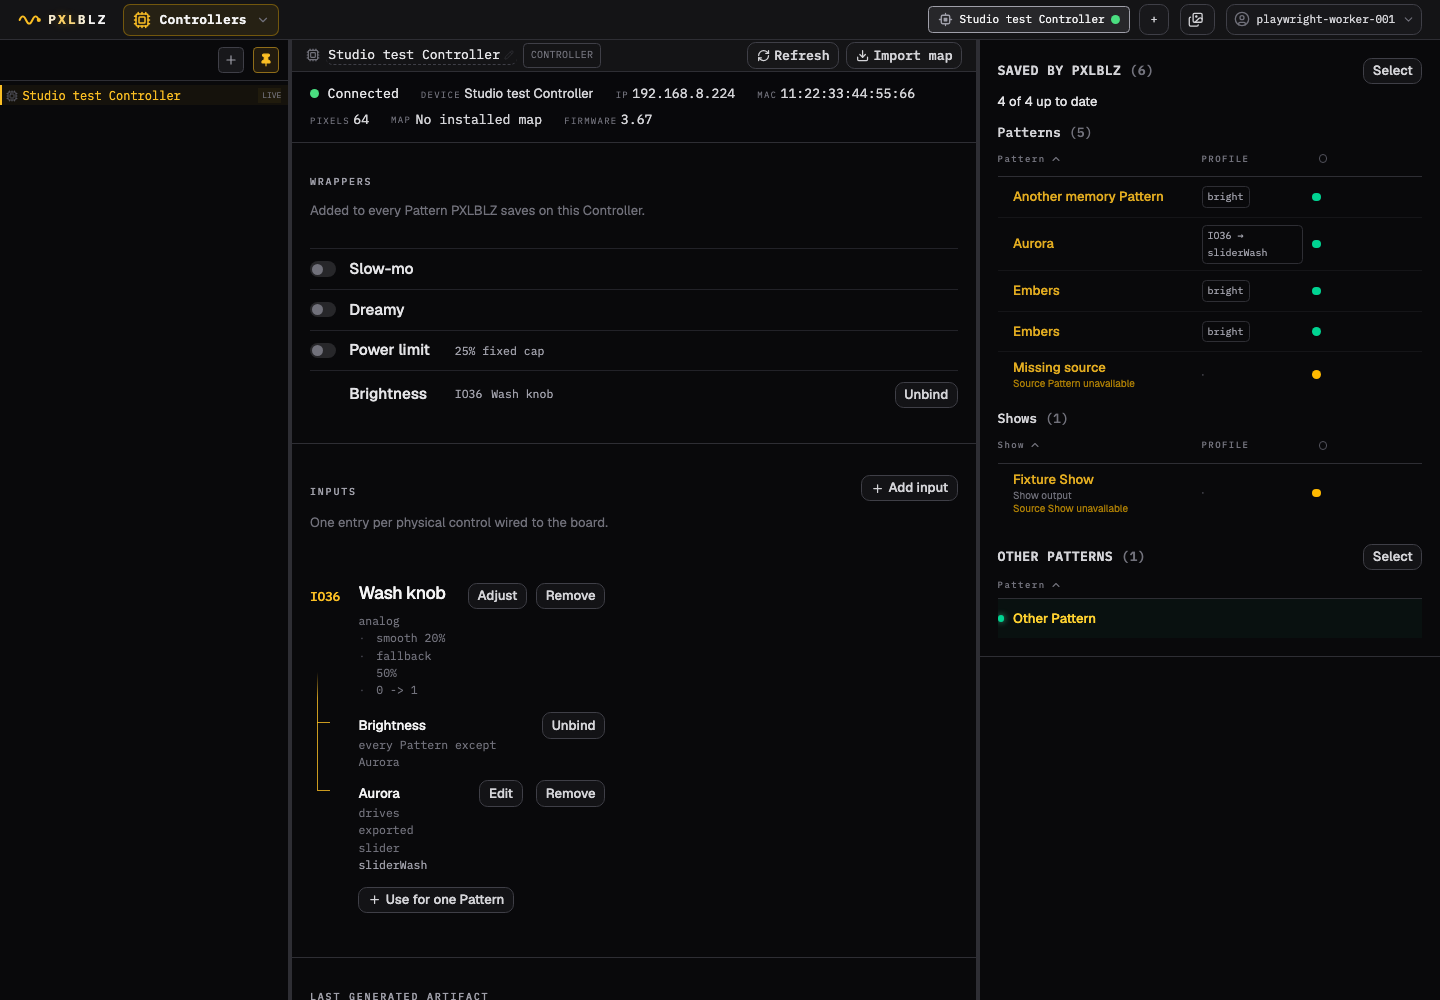 PXLBLZ
Controllers
Studio test Controller
+
playwright-worker-001
Studio test Controller
LIVE
Studio test Controller
CONTROLLER
Refresh
Import map
Connected
DEVICE Studio test Controller
IP 192.168.8.224
MAC 11:22:33:44:55:66
PIXELS 64
MAP No installed map
FIRMWARE 3.67
WRAPPERS
Added to every Pattern PXLBLZ saves on this Controller.
Slow-mo
Dreamy
Power limit 25% fixed cap
Brightness IO36 Wash knob Unbind
INPUTS
+ Add input
One entry per physical control wired to the board.
IO36 Wash knob Adjust Remove
analog
· smooth 20%
· fallback
50%
· 0 -> 1
Brightness Unbind
every Pattern except
Aurora
Aurora Edit Remove
drives
exported
slider
sliderWash
+ Use for one Pattern
LAST GENERATED ARTIFACT
SAVED BY PXLBLZ (6) Select
4 of 4 up to date
Patterns (5)
Pattern PROFILE
Another memory Pattern bright
Aurora IO36 →
sliderWash
Embers bright
Embers bright
Missing source ·
Source Pattern unavailable
Shows (1)
Show PROFILE
Fixture Show
Show output ·
Source Show unavailable
OTHER PATTERNS (1) Select
Pattern
Other Pattern